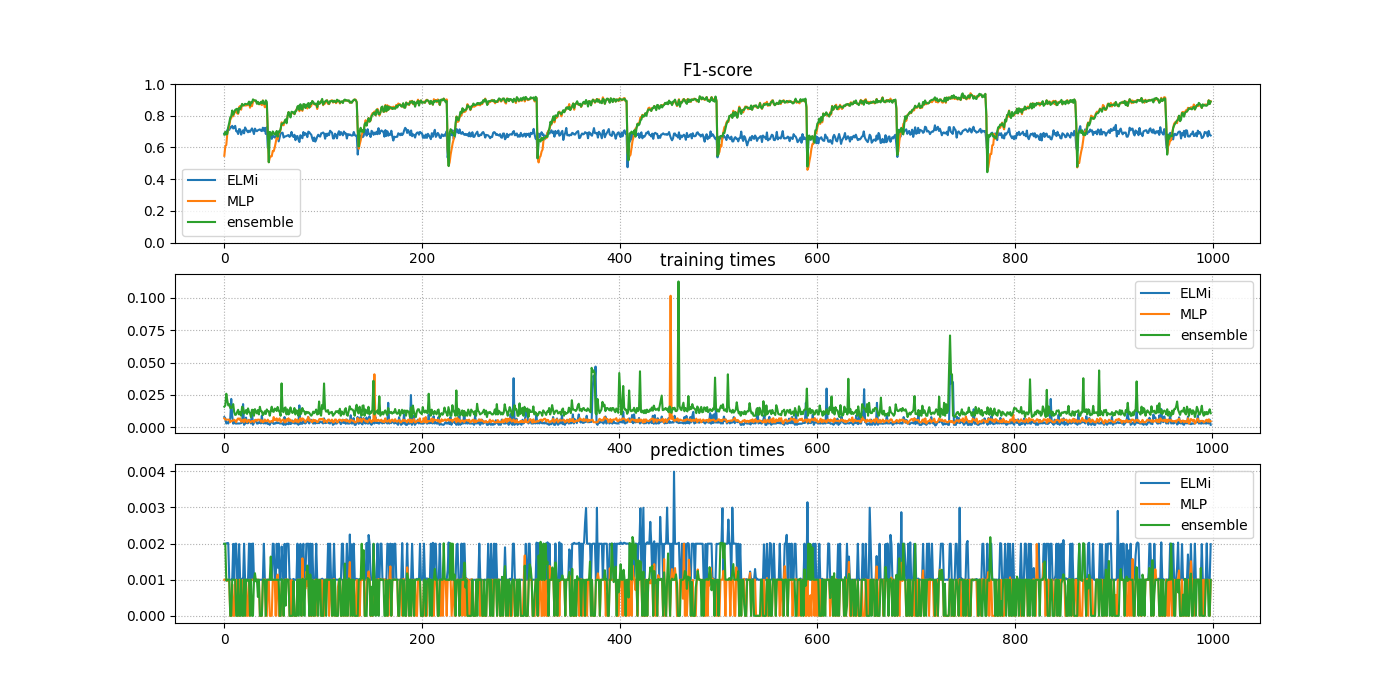 F1-score
1.0
0.8
0.6
0.4
0.2
0.0
ELMi
MLP
ensemble
0 200 400 600 800 1000
training times
0.100
0.075
0.050
0.025
0.000
ELMi
MLP
ensemble
0 200 400 600 800 1000
prediction times
0.004
0.003
0.002
0.001
0.000
ELMi
MLP
ensemble
0 200 400 600 800 1000